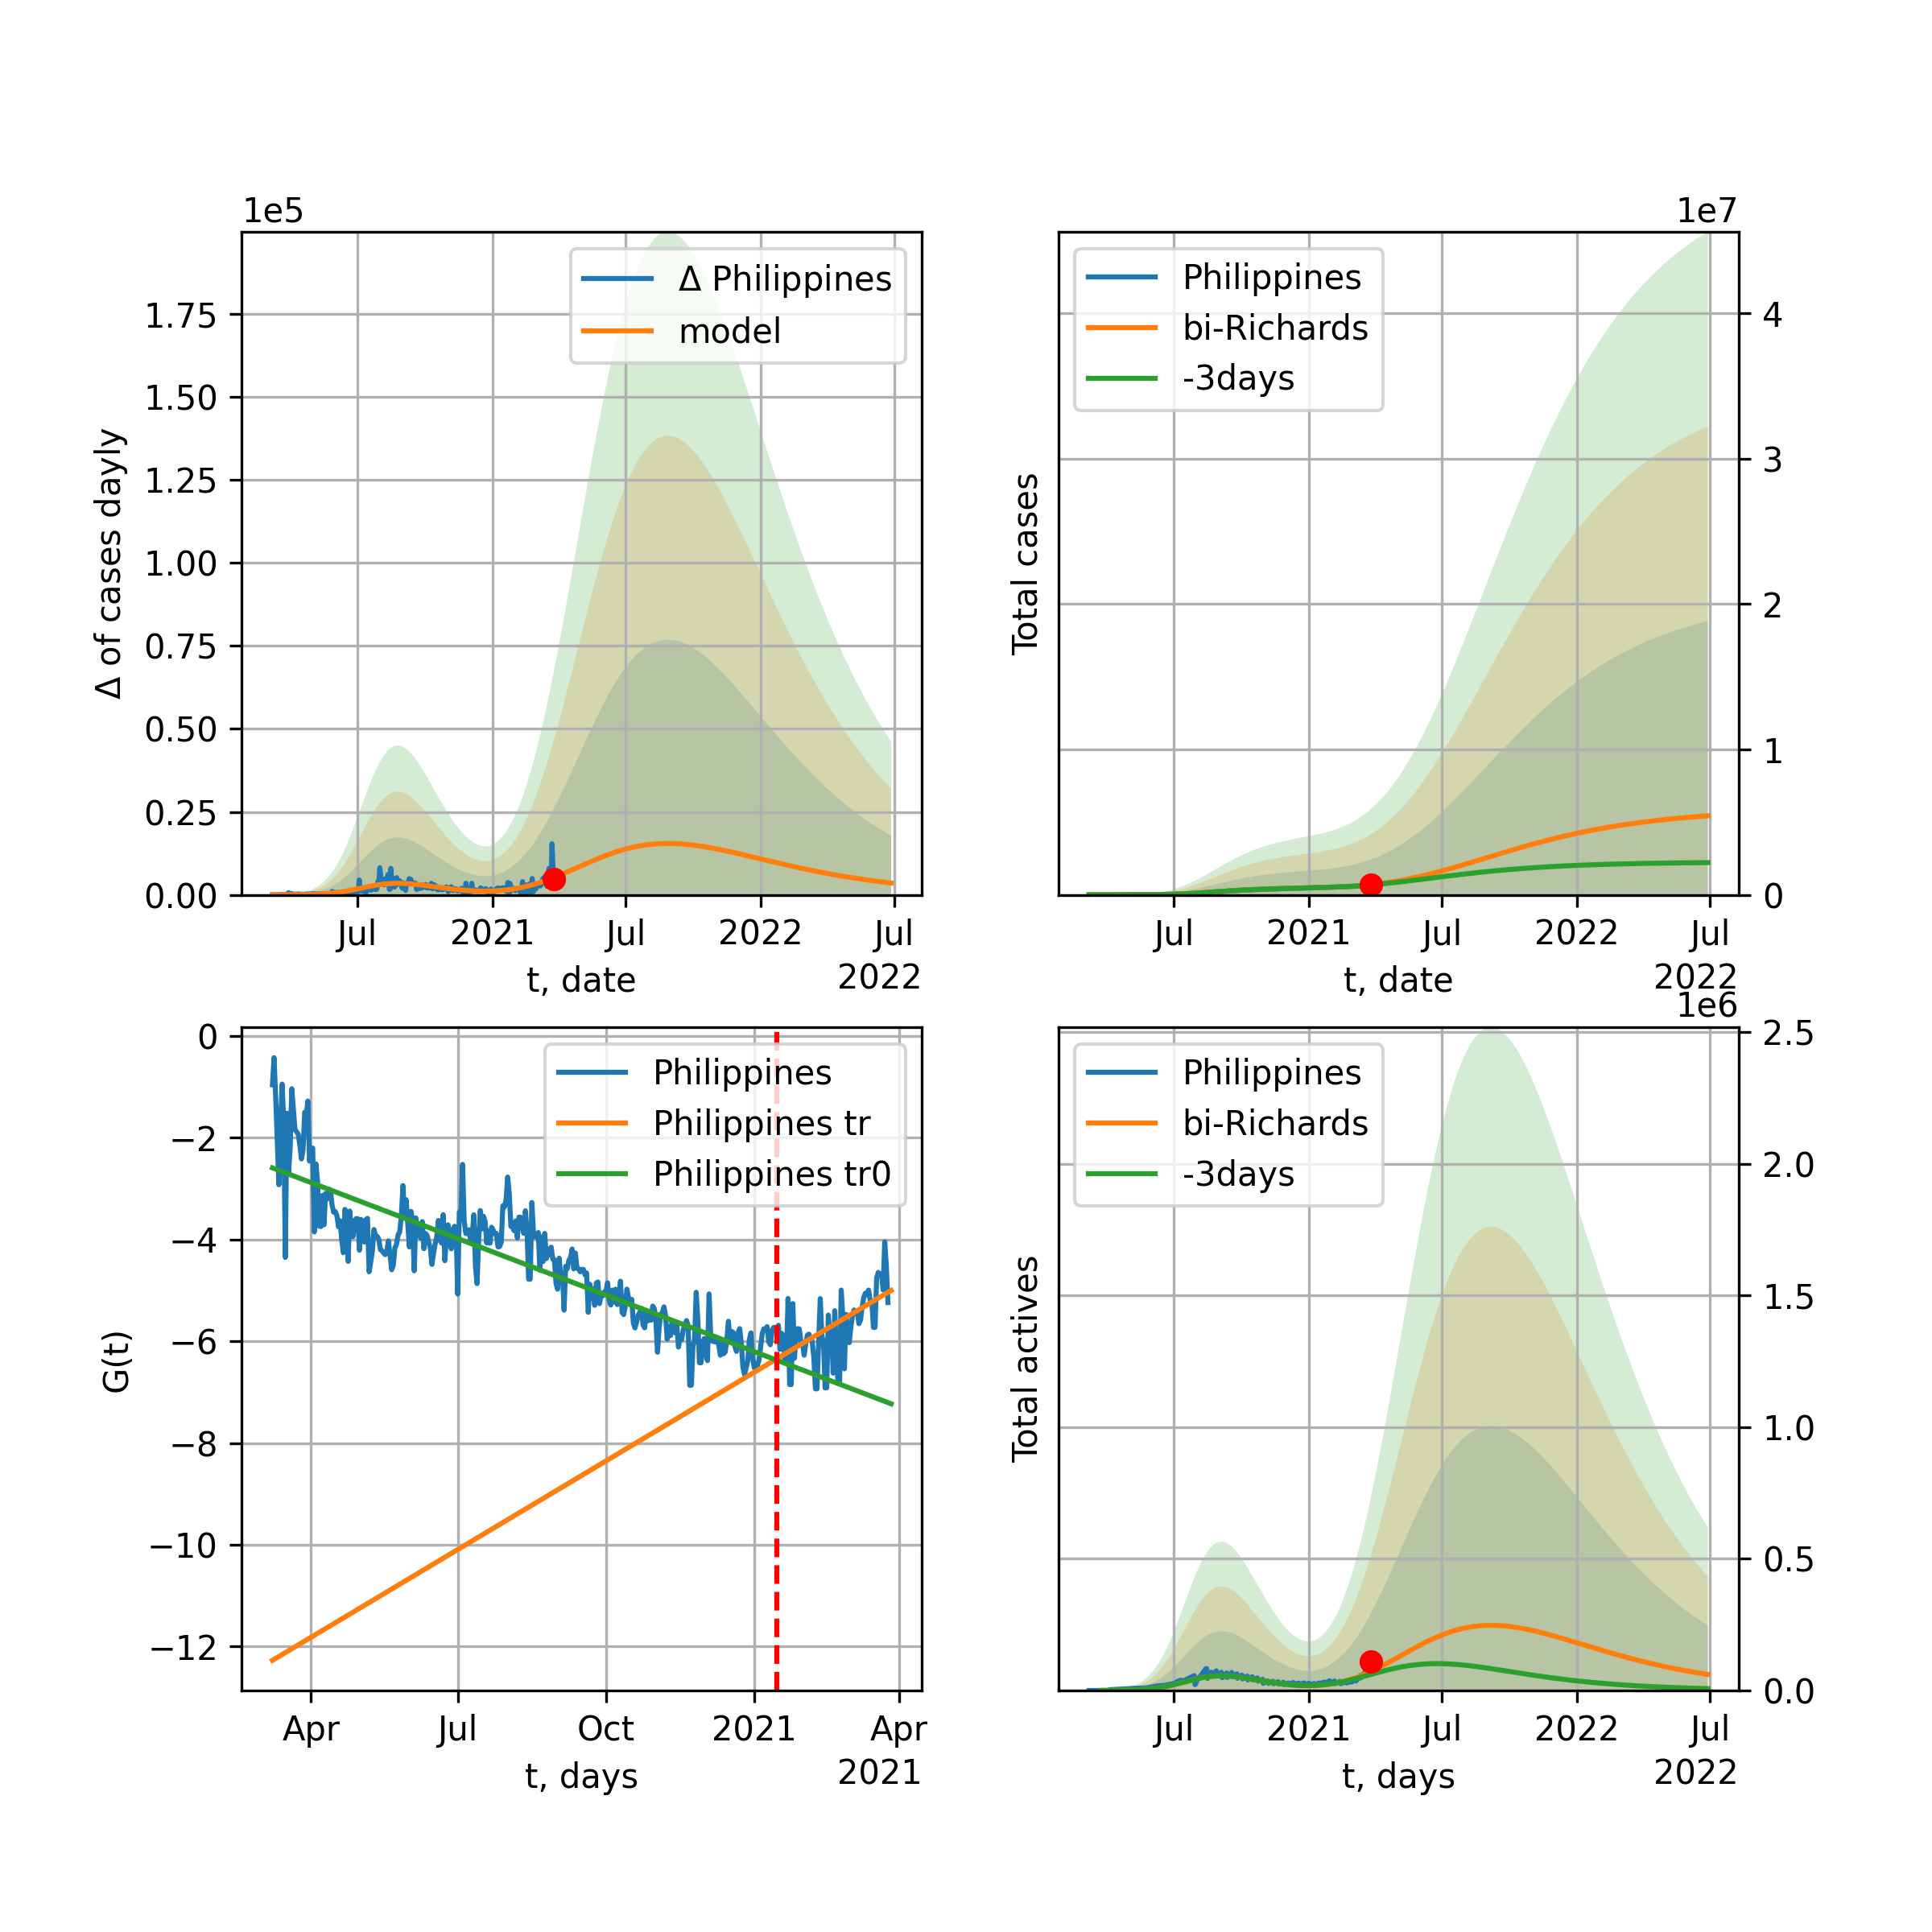 1e5
Δ of cases dayly
1.75
1.50
1.25
1.00
0.75
0.50
0.25
0.00
Δ Philippines
model
Jul
2021
Jul
2022
Jul
2022
t, date
1e7
Total cases
Philippines
bi-Richards
-3days
4
3
2
1
0
Jul
2021
Jul
2022
Jul
2022
t, date
G(t)
0
−2
−4
−6
−8
−10
−12
Philippines
Philippines tr
Philippines tr0
Apr
Jul
Oct
2021
Apr
2021
t, days
1e6
Total actives
Philippines
bi-Richards
-3days
2.5
2.0
1.5
1.0
0.5
0.0
Jul
2021
Jul
2022
Jul
2022
t, days